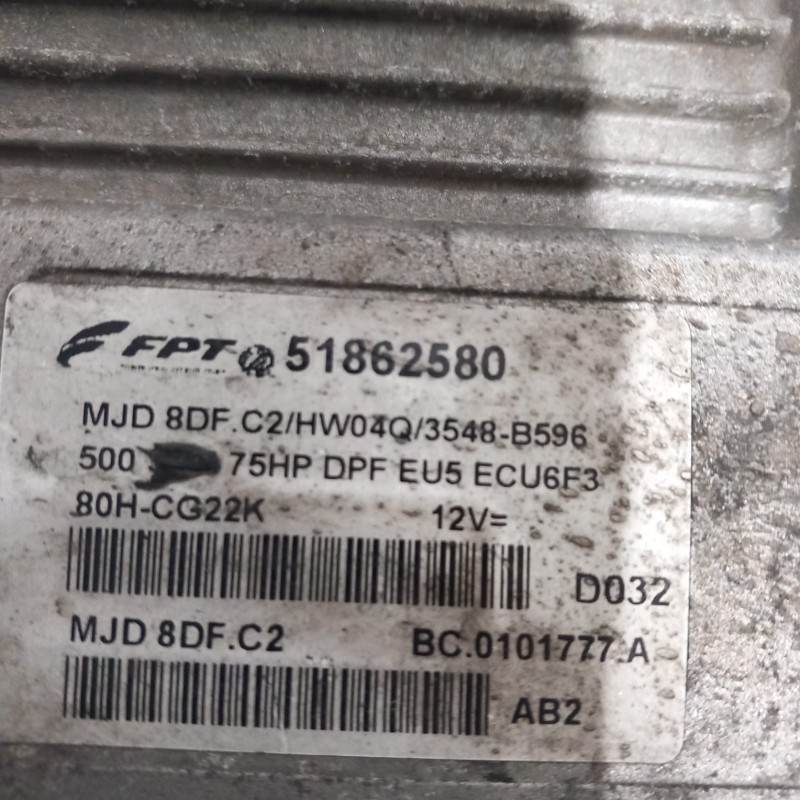 FPT 51862580
MJD 8DF.C2/HW04Q/3548-B596
500 75HP DPF EU5 ECU6F3
80H-CG22K 12V=
D032
MJD 8DF.C2 BC.0101777.A
AB2